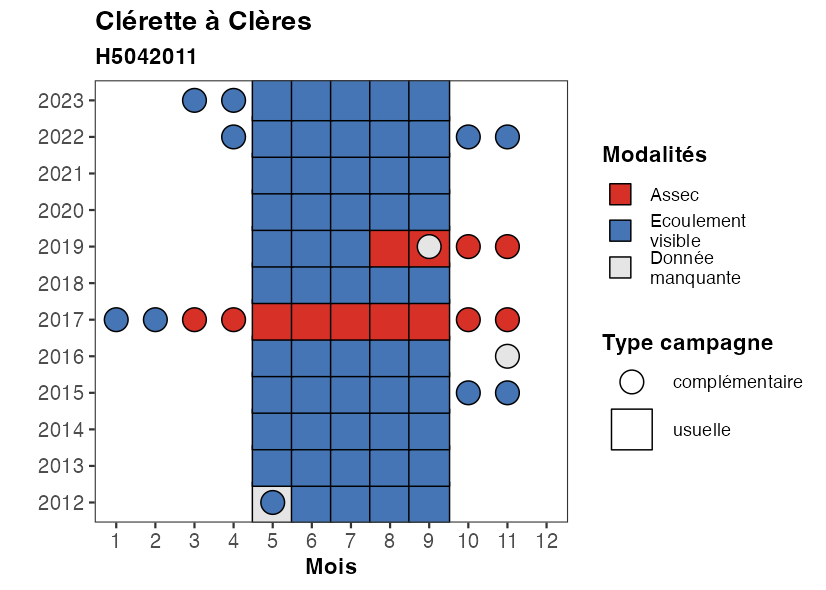 Clérette à Clères
H5042011
2023
2022
2021
2020
2019
2018
2017
2016
2015
2014
2013
2012
1 2 3 4 5 6 7 8 9 10 11 12
Mois
Modalités
Assec
Ecoulement
visible
Donnée
manquante
Type campagne
complémentaire
usuelle